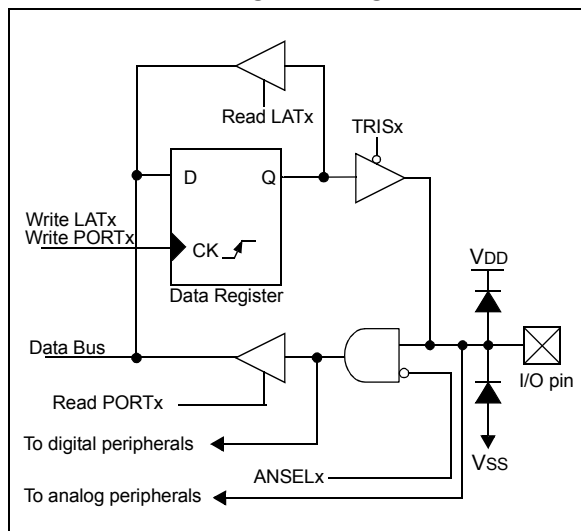 Read LATx
TRISx
D
Q
Write LATx
Write PORTx
CK
Data Register
VDD
Data Bus
I/O pin
Read PORTx
To digital peripherals
VSS
ANSELx
To analog peripherals